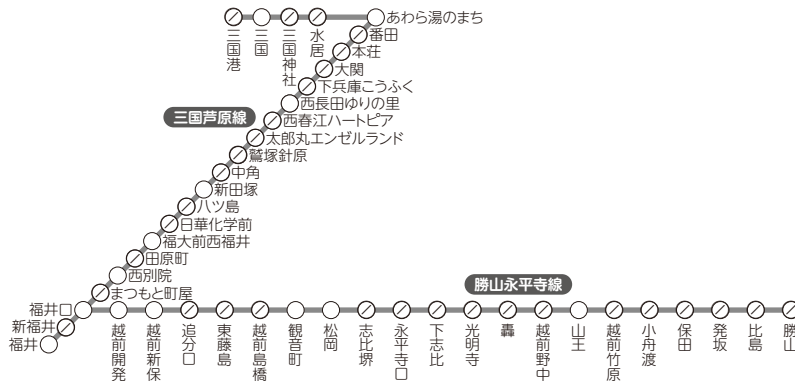 三国港
三国
三国神社
水居
あわら湯のまち
番田
本荘
大関
下兵庫こうふく
西長田ゆりの里
西春江ハートピア
太郎丸エンゼルランド
鷲塚針原
中角
新田塚
八ツ島
日華化学前
福大前西福井
田原町
西別院
まつもと町屋
福井口
新福井
福井
三国芦原線
勝山永平寺線
越前開発
越前新保
追分口
東藤島
越前島橋
観音町
松岡
志比堺
永平寺口
下志比
光明寺
轟
越前野中
山王
越前竹原
小舟渡
保田
発坂
比島
勝山